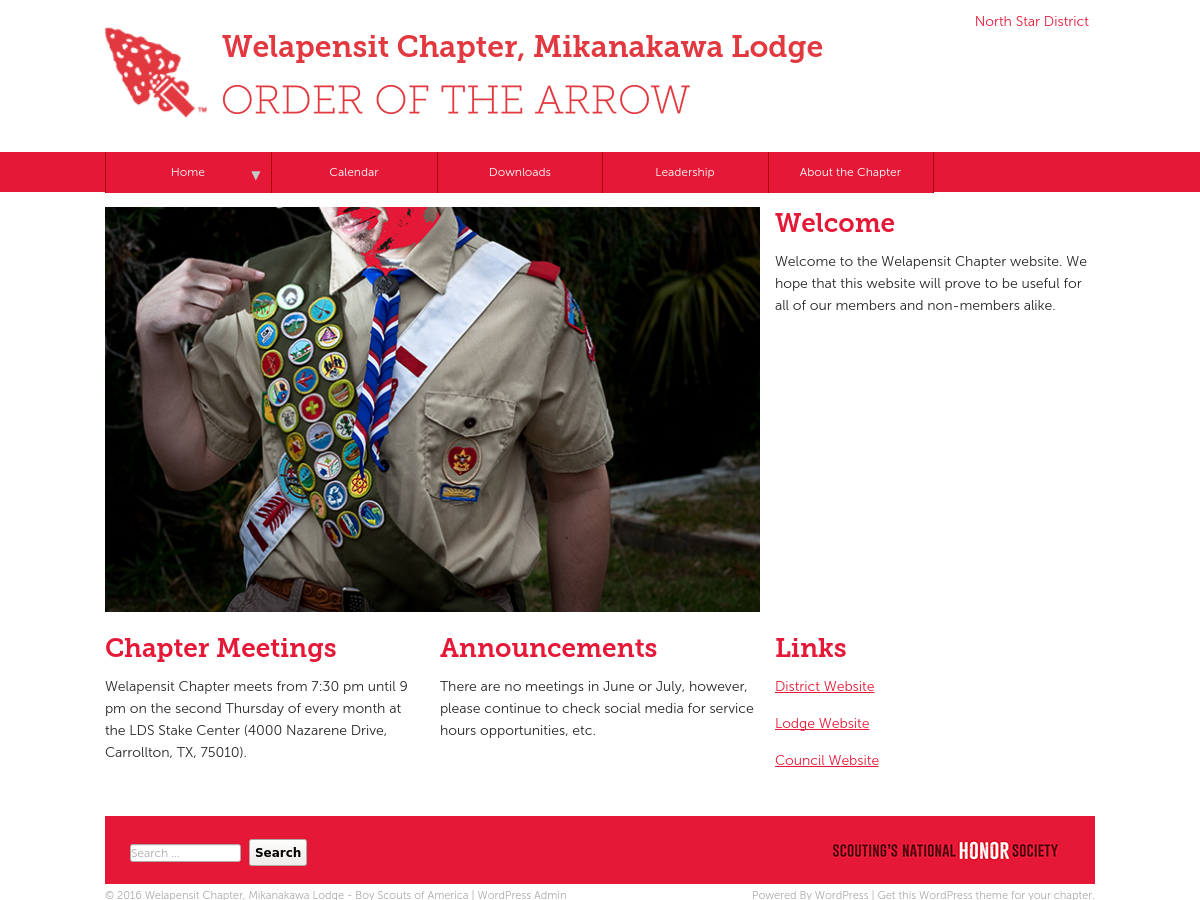 North Star District
Welapensit Chapter, Mikanakawa Lodge
ORDER OF THE ARROW
TM
Home ▼
Calendar
Downloads
Leadership
About the Chapter
Welcome
Welcome to the Welapensit Chapter website. We
hope that this website will prove to be useful for
all of our members and non-members alike.
Chapter Meetings
Welapensit Chapter meets from 7:30 pm until 9
pm on the second Thursday of every month at
the LDS Stake Center (4000 Nazarene Drive,
Carrollton, TX, 75010).
Announcements
There are no meetings in June or July, however,
please continue to check social media for service
hours opportunities, etc.
Links
District Website
Lodge Website
Council Website
Search ...
Search
SCOUTING'S NATIONAL HONOR SOCIETY
© 2016 Welapensit Chapter, Mikanakawa Lodge - Boy Scouts of America | WordPress Admin
Powered By WordPress | Get this WordPress theme for your chapter.